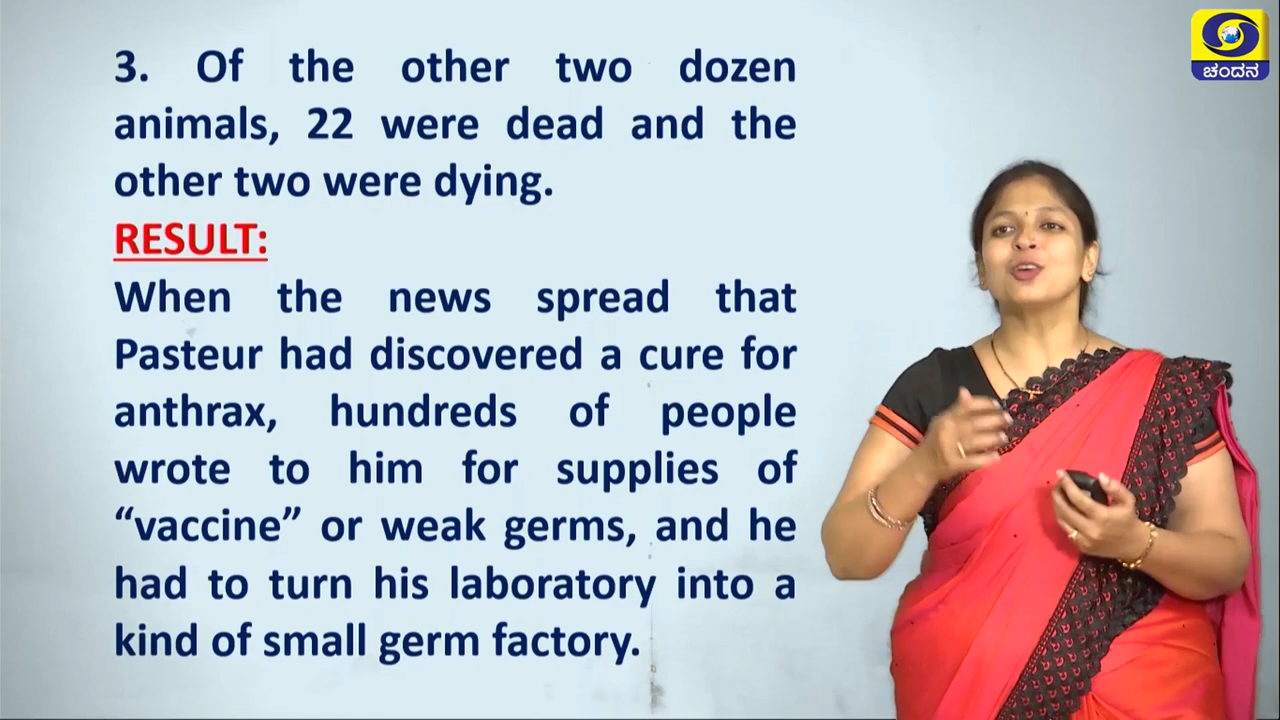 3. Of the other two dozen
animals, 22 were dead and the
other two were dying.
RESULT:
When the news spread that
Pasteur had discovered a cure for
anthrax, hundreds of people
wrote to him for supplies of
“vaccine” or weak germs, and he
had to turn his laboratory into a
kind of small germ factory.
ಚಂದನ